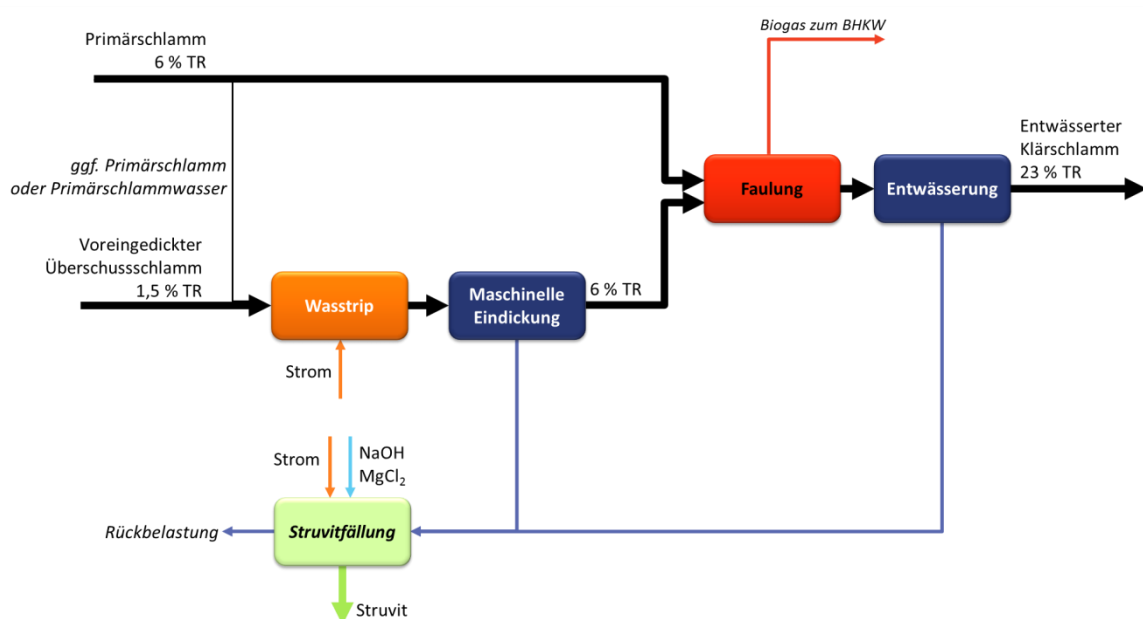 Biogas zum BHKW
Primärschlamm
6 % TR
ggf. Primärschlamm
oder Primärschlammwasser
Faulung
Entwässerung
Entwässerter
Klärschlamm
23 % TR
Voreingedickter
Überschussschlamm
1,5 % TR
Wasstrip
Maschinelle
Eindickung
6 % TR
Strom
Strom
NaOH
MgCl₂
Rückbelastung
Struvitfällung
Struvit